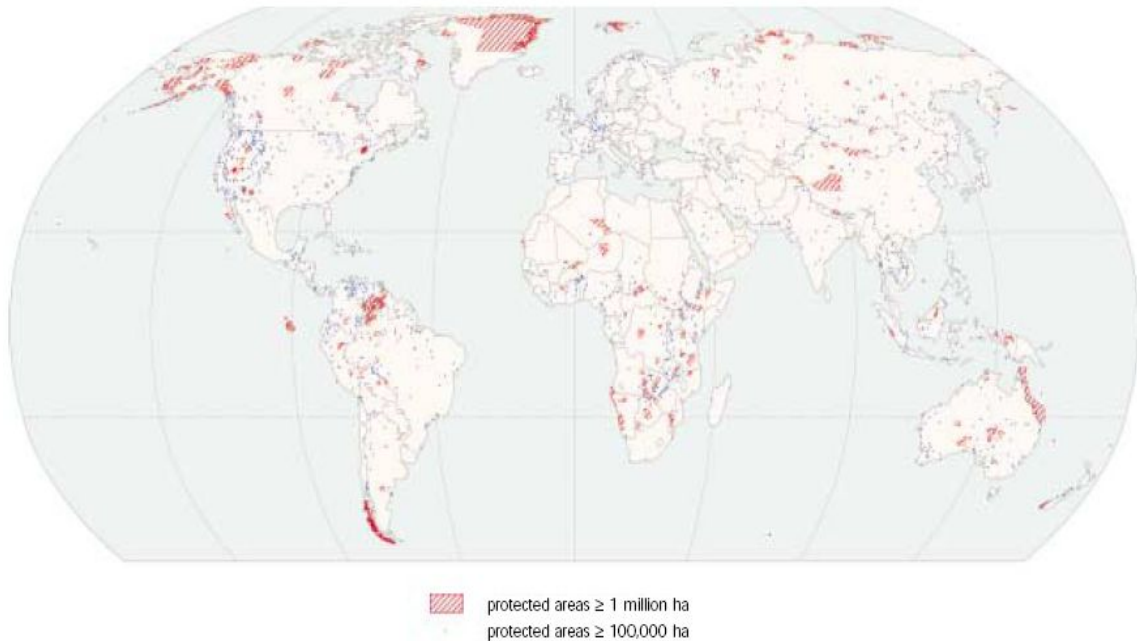 protected areas ≥ 1 million ha
protected areas ≥ 100,000 ha